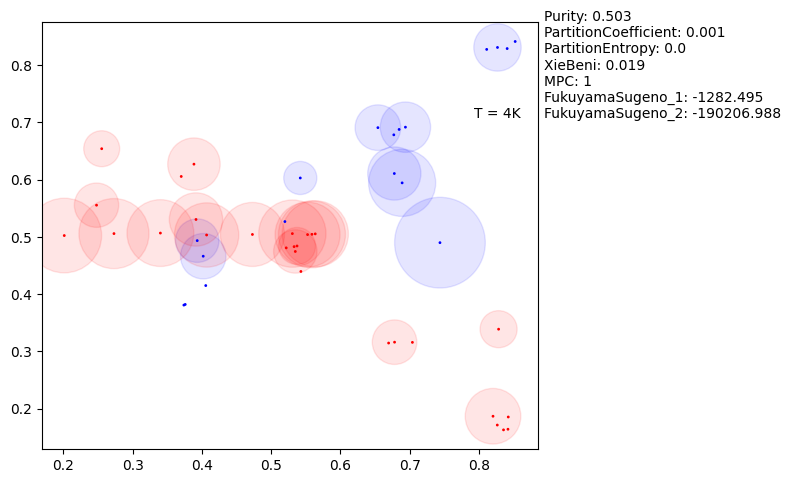 Purity: 0.503
PartitionCoefficient: 0.001
PartitionEntropy: 0.0
XieBeni: 0.019
MPC: 1
FukuyamaSugeno_1: -1282.495
FukuyamaSugeno_2: -190206.988
T = 4K
0.8
0.7
0.6
0.5
0.4
0.3
0.2
0.2 0.3 0.4 0.5 0.6 0.7 0.8